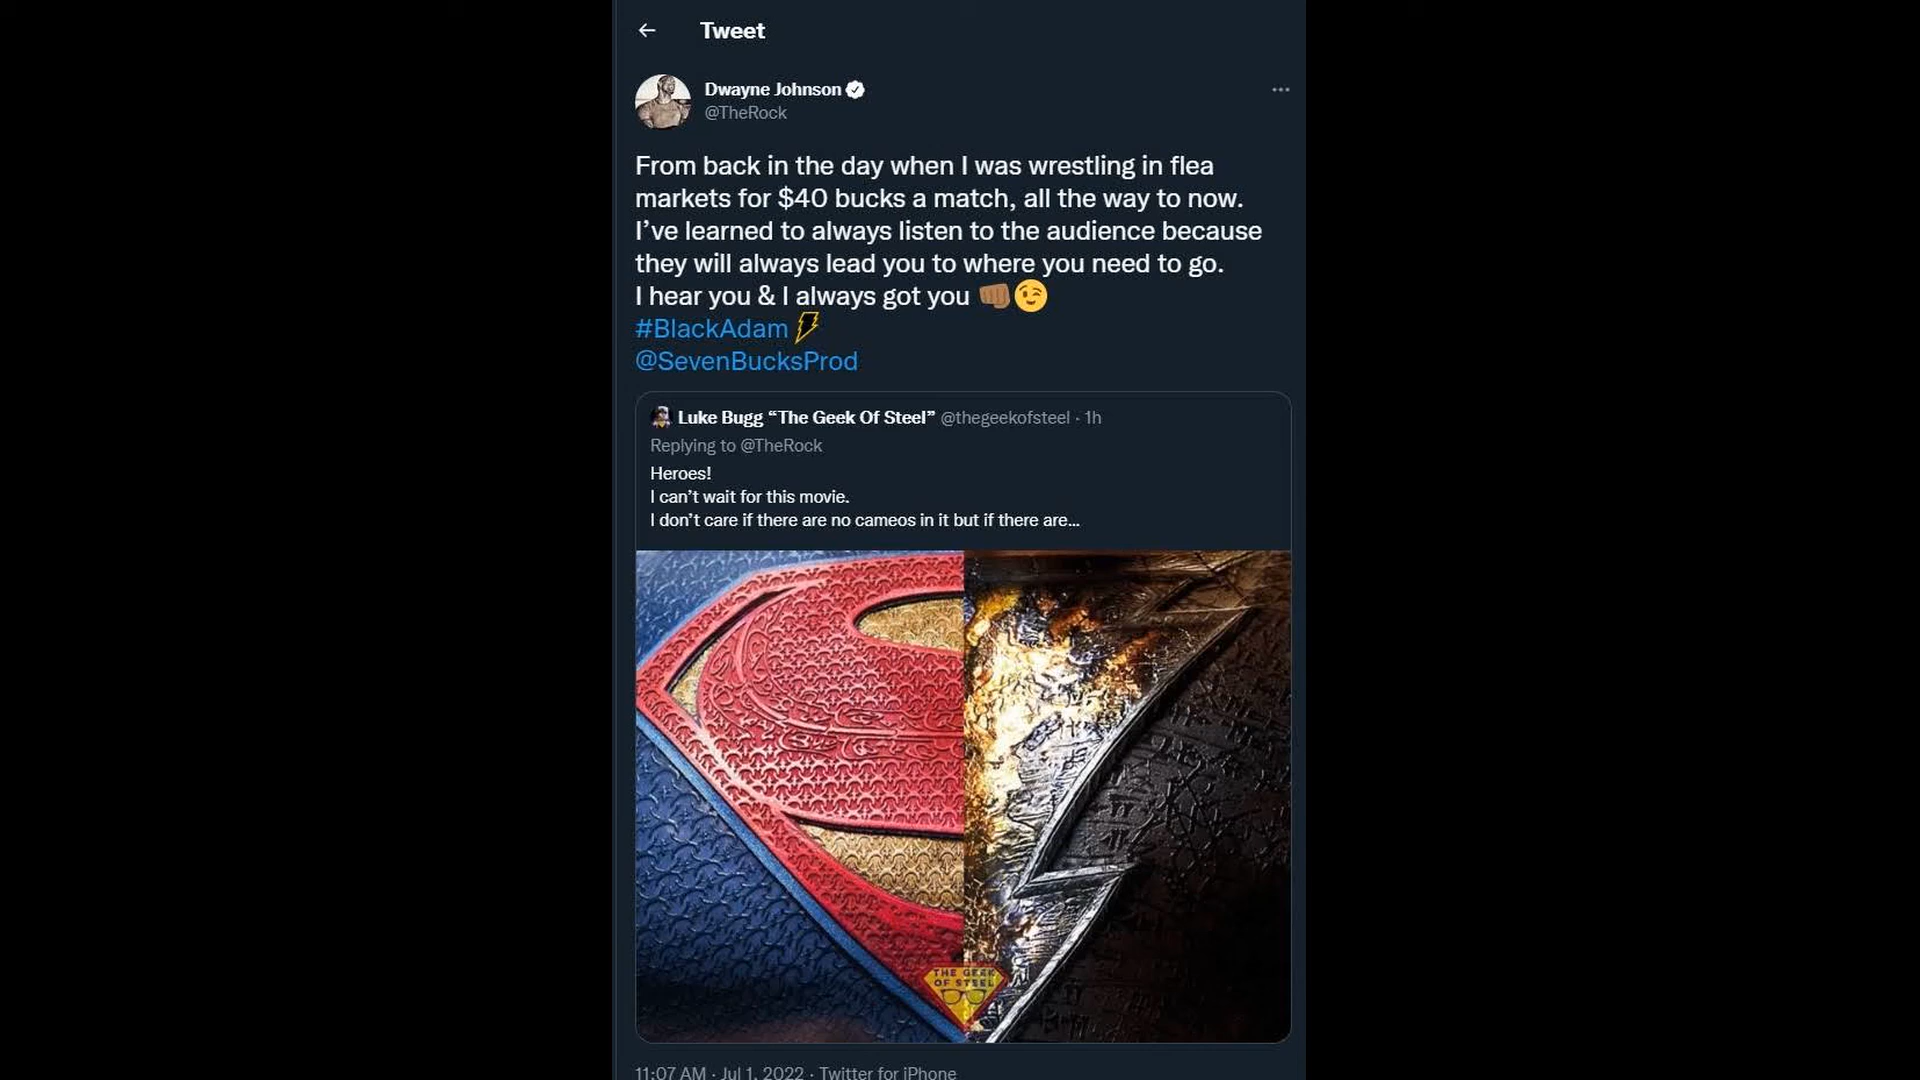 Tweet
Dwayne Johnson
@TheRock
From back in the day when I was wrestling in flea
markets for $40 bucks a match, all the way to now.
I’ve learned to always listen to the audience because
they will always lead you to where you need to go.
I hear you & I always got you 👊🏾😉
#BlackAdam
@SevenBucksProd
Luke Bugg “The Geek Of Steel” @thegeekofsteel · 1h
Replying to @TheRock
Heroes!
I can’t wait for this movie.
I don’t care if there are no cameos in it but if there are...
THE GEEK
OF STEEL
11:07 AM · Jul 1, 2022 · Twitter for iPhone